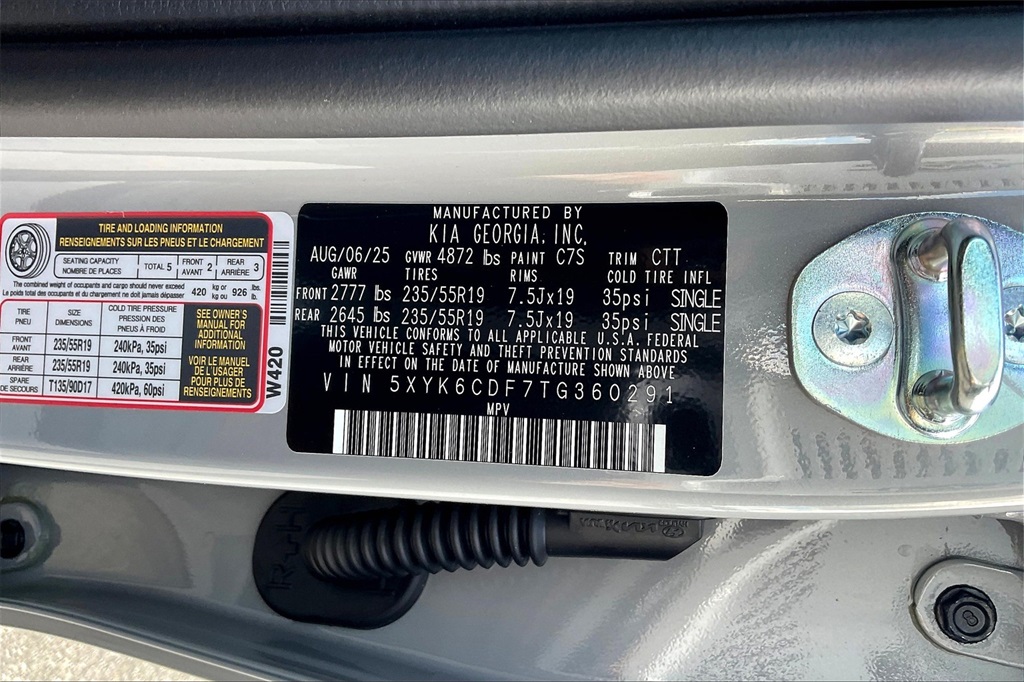 TIRE AND LOADING INFORMATION
RENSEIGNEMENTS SUR LES PNEUS ET LE CHARGEMENT
SEATING CAPACITY
NOMBRE DE PLACES
TOTAL 5
FRONT
AVANT 2
REAR
ARRIÈRE 3
The combined weight of occupants and cargo should never exceed
Le poids total des occupants et du chargement ne doit jamais dépasser
420 kg or kg ou 926 lbs. lb.
TIRE
PNEU
SIZE
DIMENSIONS
COLD TIRE PRESSURE
PRESSION DES
PNEUS À FROID
FRONT
AVANT
235/55R19
240kPa, 35psi
REAR
ARRIÈRE
235/55R19
240kPa, 35psi
SPARE
DE SECOURS
T135/90D17
420kPa, 60psi
SEE OWNER'S
MANUAL FOR
ADDITIONAL
INFORMATION
VOIR LE MANUEL
DE L'USAGER
POUR PLUS DE
RENSEIGNEMENTS
W420
MANUFACTURED BY
KIA GEORGIA, INC.
AUG/06/25 GVWR 4872 lbs PAINT C7S TRIM CTT
GAWR TIRES RIMS COLD TIRE INFL
FRONT 2777 lbs 235/55R19 7.5Jx19 35psi SINGLE
REAR 2645 lbs 235/55R19 7.5Jx19 35psi SINGLE
THIS VEHICLE CONFORMS TO ALL APPLICABLE U.S.A. FEDERAL
MOTOR VEHICLE SAFETY AND THEFT PREVENTION STANDARDS
IN EFFECT ON THE DATE OF MANUFACTURE SHOWN ABOVE
VIN 5XYK6CDF7TG360291
MPV